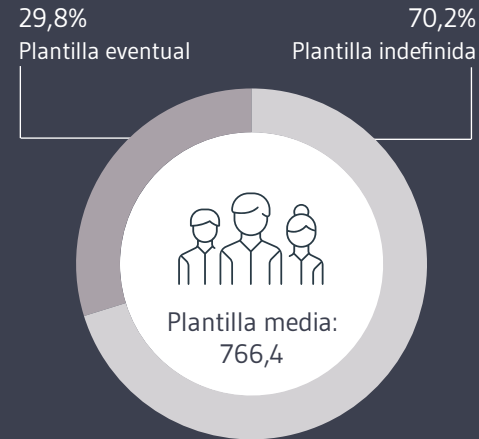 29,8%
Plantilla eventual
70,2%
Plantilla indefinida
Plantilla media:
766,4